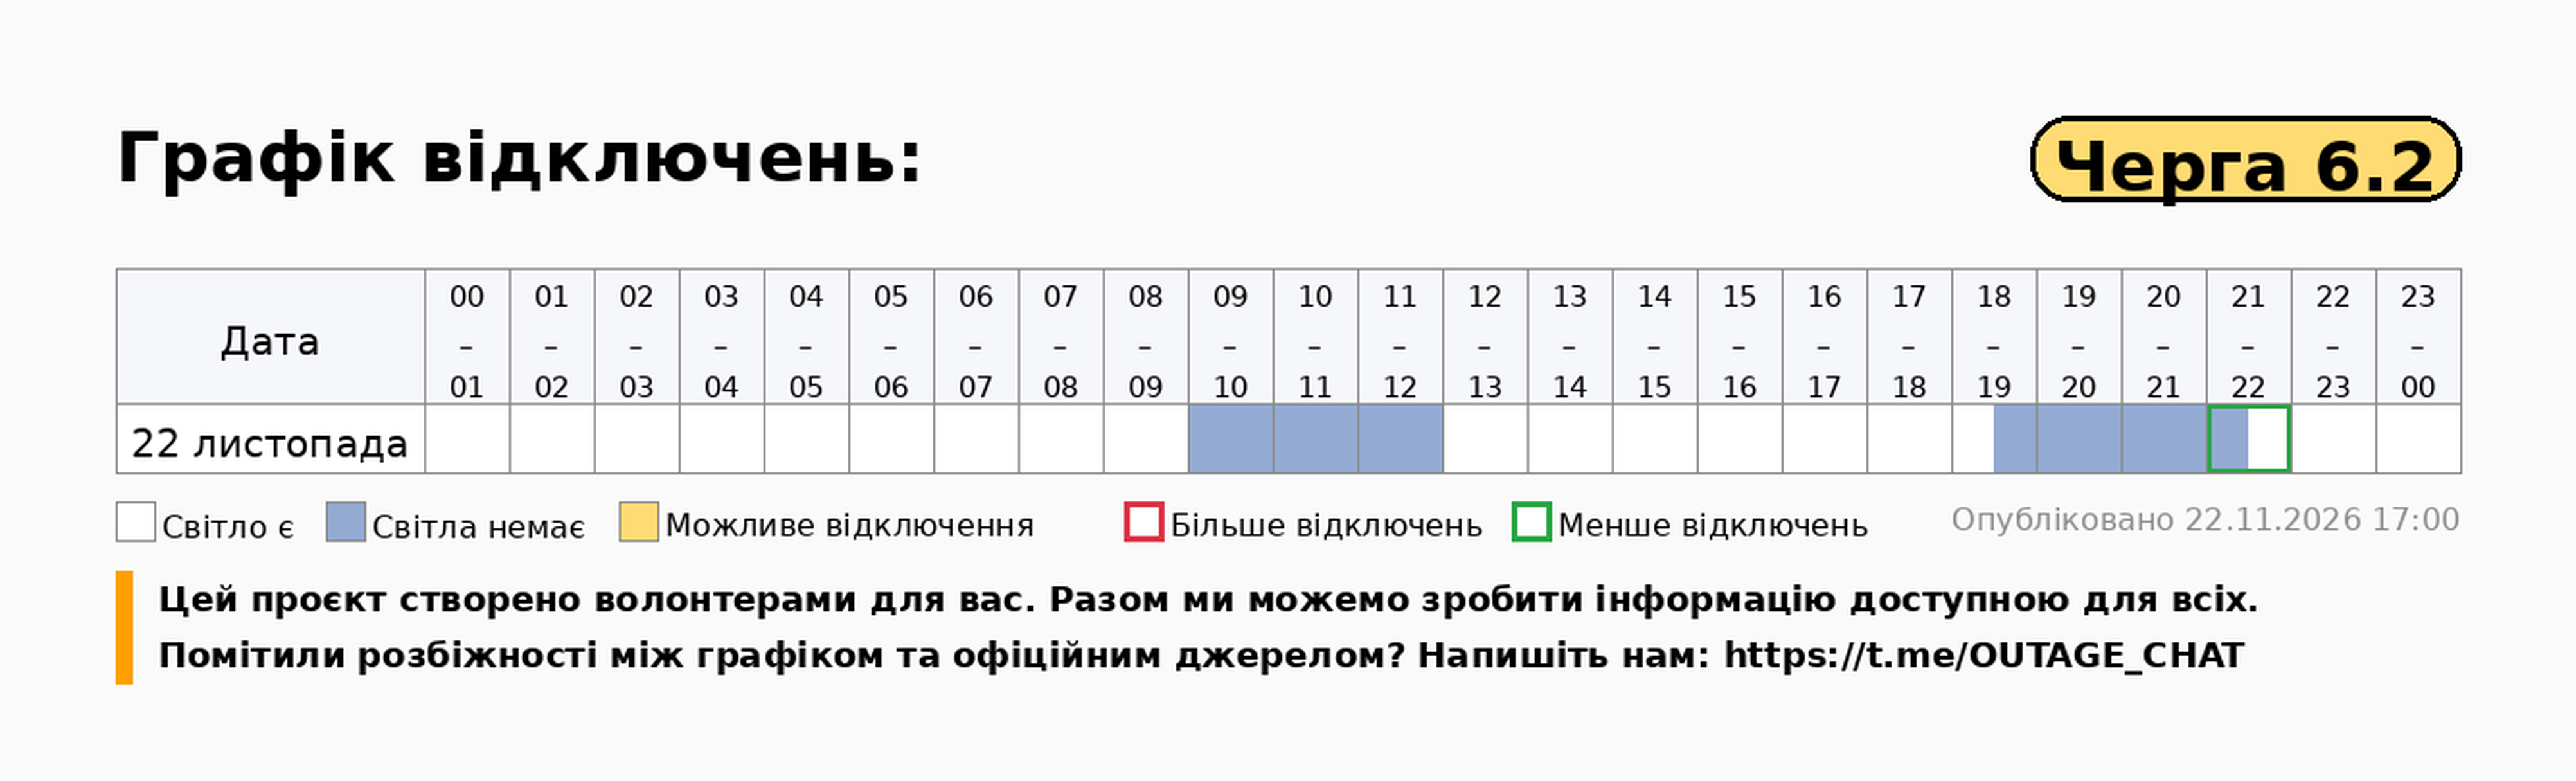 Графік відключень:
Черга 6.2
Дата
00 – 01
01 – 02
02 – 03
03 – 04
04 – 05
05 – 06
06 – 07
07 – 08
08 – 09
09 – 10
10 – 11
11 – 12
12 – 13
13 – 14
14 – 15
15 – 16
16 – 17
17 – 18
18 – 19
19 – 20
20 – 21
21 – 22
22 – 23
23 – 00
22 листопада
Світло є
Світла немає
Можливе відключення
Більше відключень
Менше відключень
Опубліковано 22.11.2026 17:00
Цей проєкт створено волонтерами для вас. Разом ми можемо зробити інформацію доступною для всіх.
Помітили розбіжності між графіком та офіційним джерелом? Напишіть нам: https://t.me/OUTAGE_CHAT